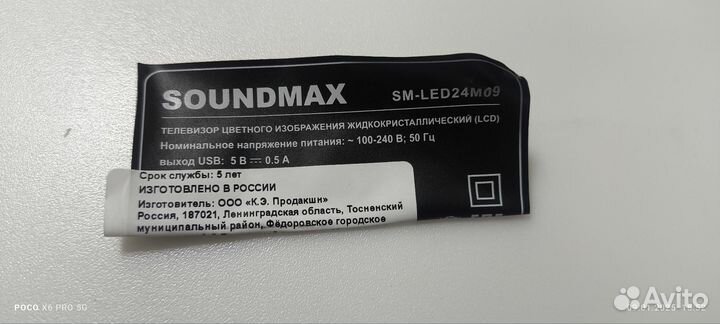 SOUNDMAX SM-LED24M09
ТЕЛЕВИЗОР ЦВЕТНОГО ИЗОБРАЖЕНИЯ ЖИДКОКРИСТАЛЛИЧЕСКИЙ (LCD)
Номинальное напряжение питания: ~ 100-240 В; 50 Гц
выход USB: 5 В 0.5 А
Срок службы: 5 лет
ИЗГОТОВЛЕНО В РОССИИ
Изготовитель: ООО «К.Э. Продакшн»
Россия, 187021, Ленинградская область, Тосненский
муниципальный район, Фёдоровское городское
POCO X6 PRO 5G
Avito